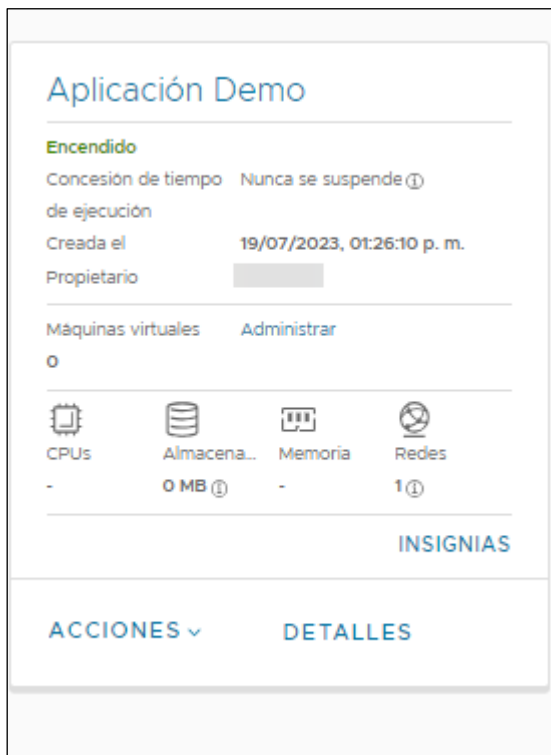 Aplicación Demo
Encendido
Concesión de tiempo de ejecución Nunca se suspende
Creada el 19/07/2023, 01:26:10 p. m.
Propietario
Máquinas virtuales Administrar
0
CPUs Almacena... Memoria Redes
- 0 MB - 1
INSIGNIAS
ACCIONES DETALLES